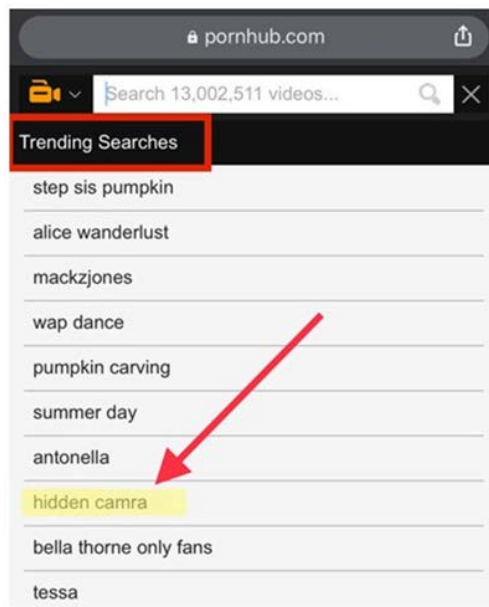 pornhub.com
Search 13,002,511 videos...
Trending Searches
step sis pumpkin
alice wanderlust
mackzjones
wap dance
pumpkin carving
summer day
antonella
hidden camra
bella thorne only fans
tessa